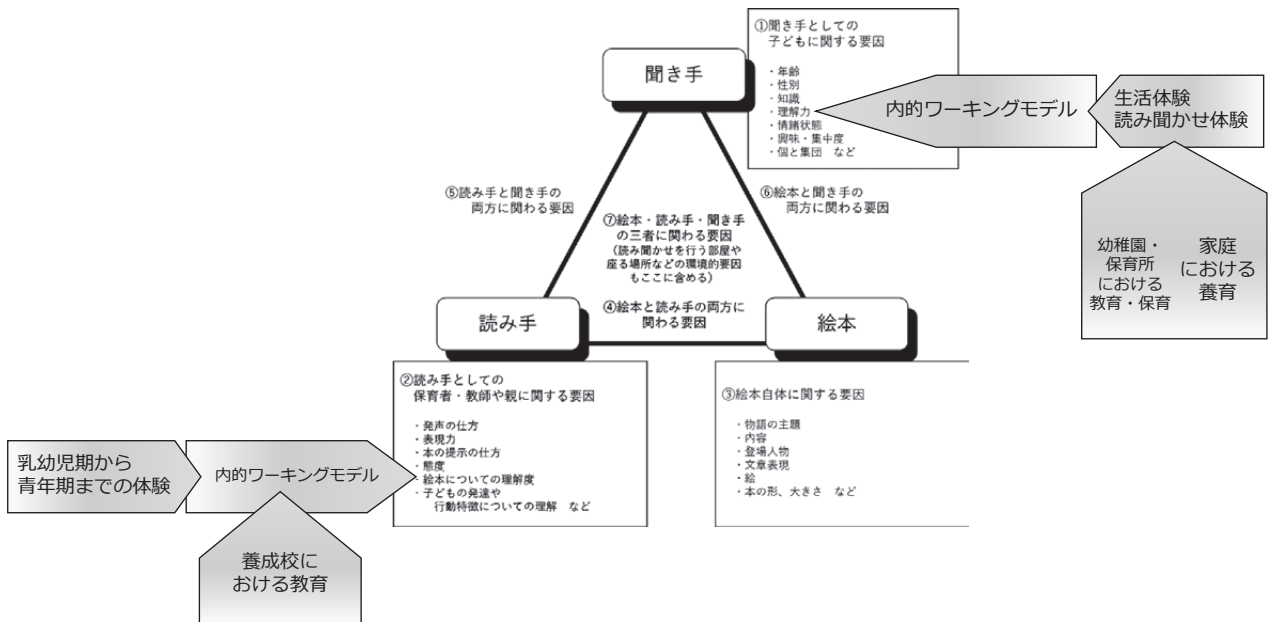 聞き手
①聞き手としての
子どもに関する要因
・年齢
・性別
・知識
・理解力
・情緒状態
・興味・集中度
・個と集団　など
内的ワーキングモデル
生活体験
読み聞かせ体験
幼稚園・
保育所
における
教育・保育
家庭
における
養育
⑤読み手と聞き手の
両方に関わる要因
⑥絵本と聞き手の
両方に関わる要因
⑦絵本・読み手・聞き手
の三者に関わる要因
（読み聞かせを行う部屋や
座る場所などの環境的要因
もここに含める）
④絵本と読み手の両方に
関わる要因
読み手
絵本
②読み手としての
保育者・教師や親に関する要因
・発声の仕方
・表現力
・本の提示の仕方
・態度
・絵本についての理解度
・子どもの発達や
行動特徴についての理解　など
③絵本自体に関する要因
・物語の主題
・内容
・登場人物
・文章表現
・絵
・本の形、大きさ　など
乳幼児期から
青年期までの体験
内的ワーキングモデル
養成校に
おける教育